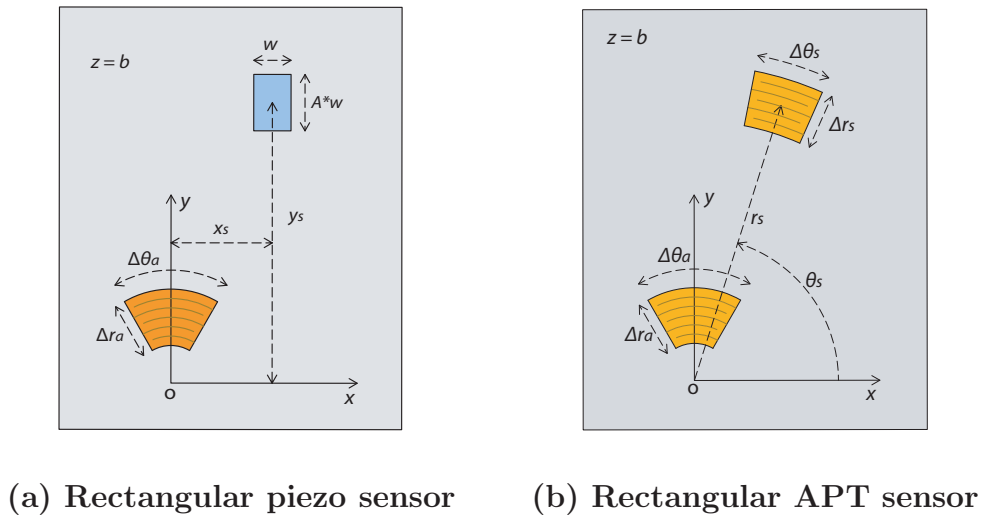 z = b
w
A*w
y
ys
xs
Δθa
Δra
o
x
z = b
Δθs
Δrs
y
rs
Δθa
θs
Δra
o
x
(a) Rectangular piezo sensor
(b) Rectangular APT sensor